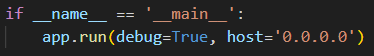 if __name__ == '__main__':
    app.run(debug=True, host='0.0.0.0')